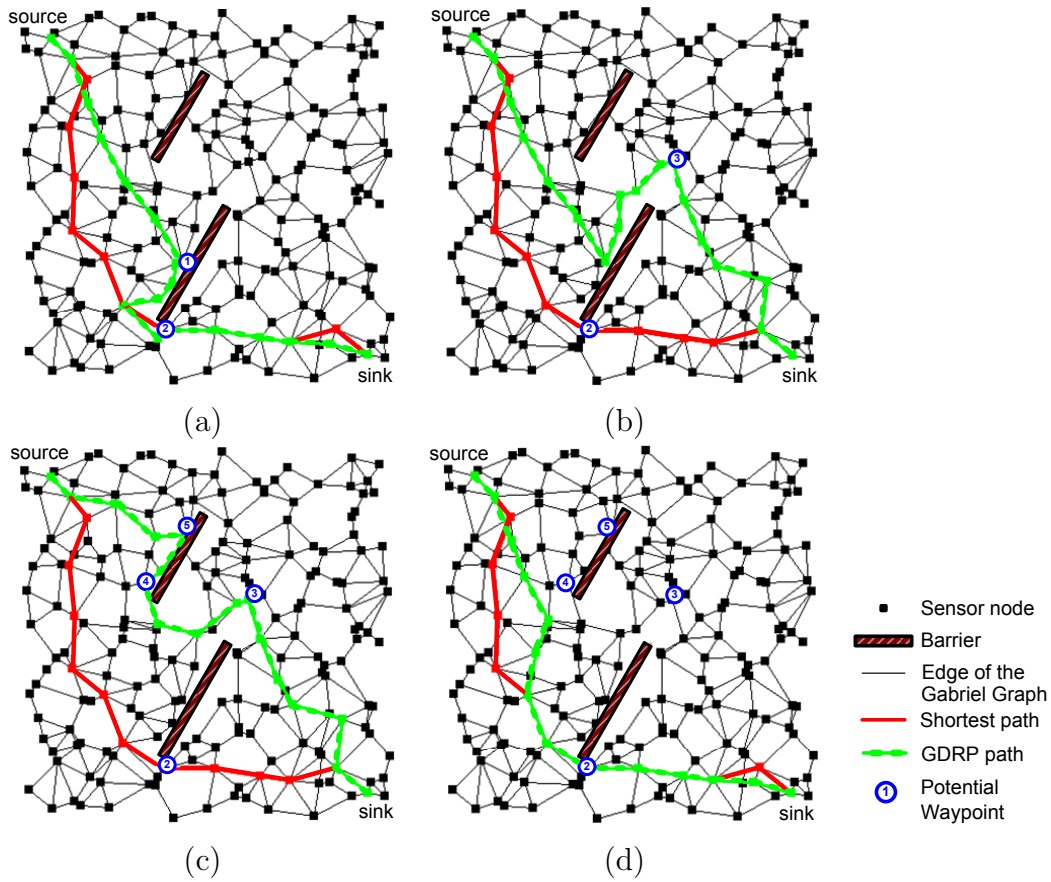 source
source
1
3
2
2
sink
sink
(a)
(b)
source
source
5
5
4
4
3
3
2
2
sink
sink
(c)
(d)
Sensor node
Barrier
Edge of the
Gabriel Graph
Shortest path
GDRP path
1 Potential
Waypoint